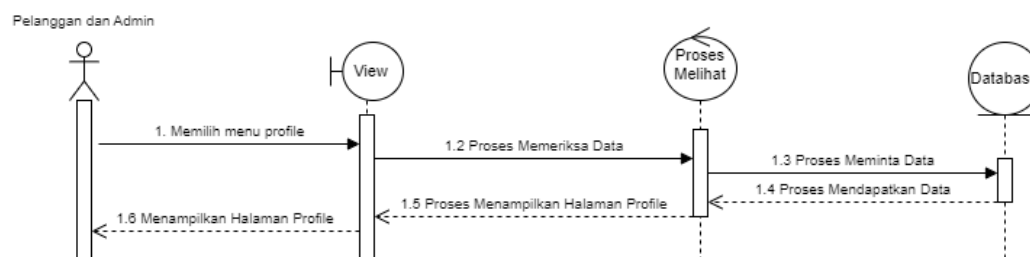 Pelanggan dan Admin
View
Proses
Melihat
Databas
1. Memilih menu profile
1.2 Proses Memeriksa Data
1.3 Proses Meminta Data
1.4 Proses Mendapatkan Data
1.5 Proses Menampilkan Halaman Profile
1.6 Menampilkan Halaman Profile